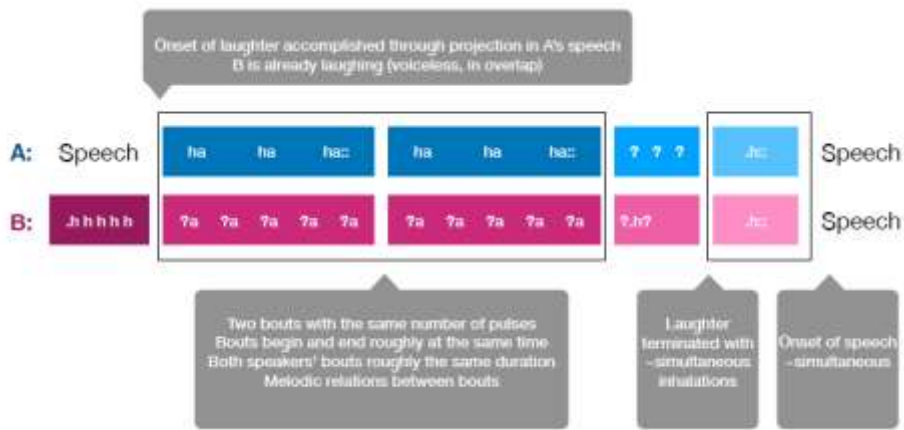 Onset of laughter accomplished through projection in A's speech
B is already laughing (voiceless, in overlap)
A: Speech ha ha ha:: ha ha ha:: ? ? ? .h:: Speech
B: .h h h h h ?a ?a ?a ?a ?a ?a ?a ?a ?a ?a ?.h? .h:: Speech
Two bouts with the same number of pulses
Bouts begin and end roughly at the same time
Both speakers' bouts roughly the same duration
Melodic relations between bouts
Laughter
terminated with
~simultaneous
inhalations
Onset of speech
~simultaneous